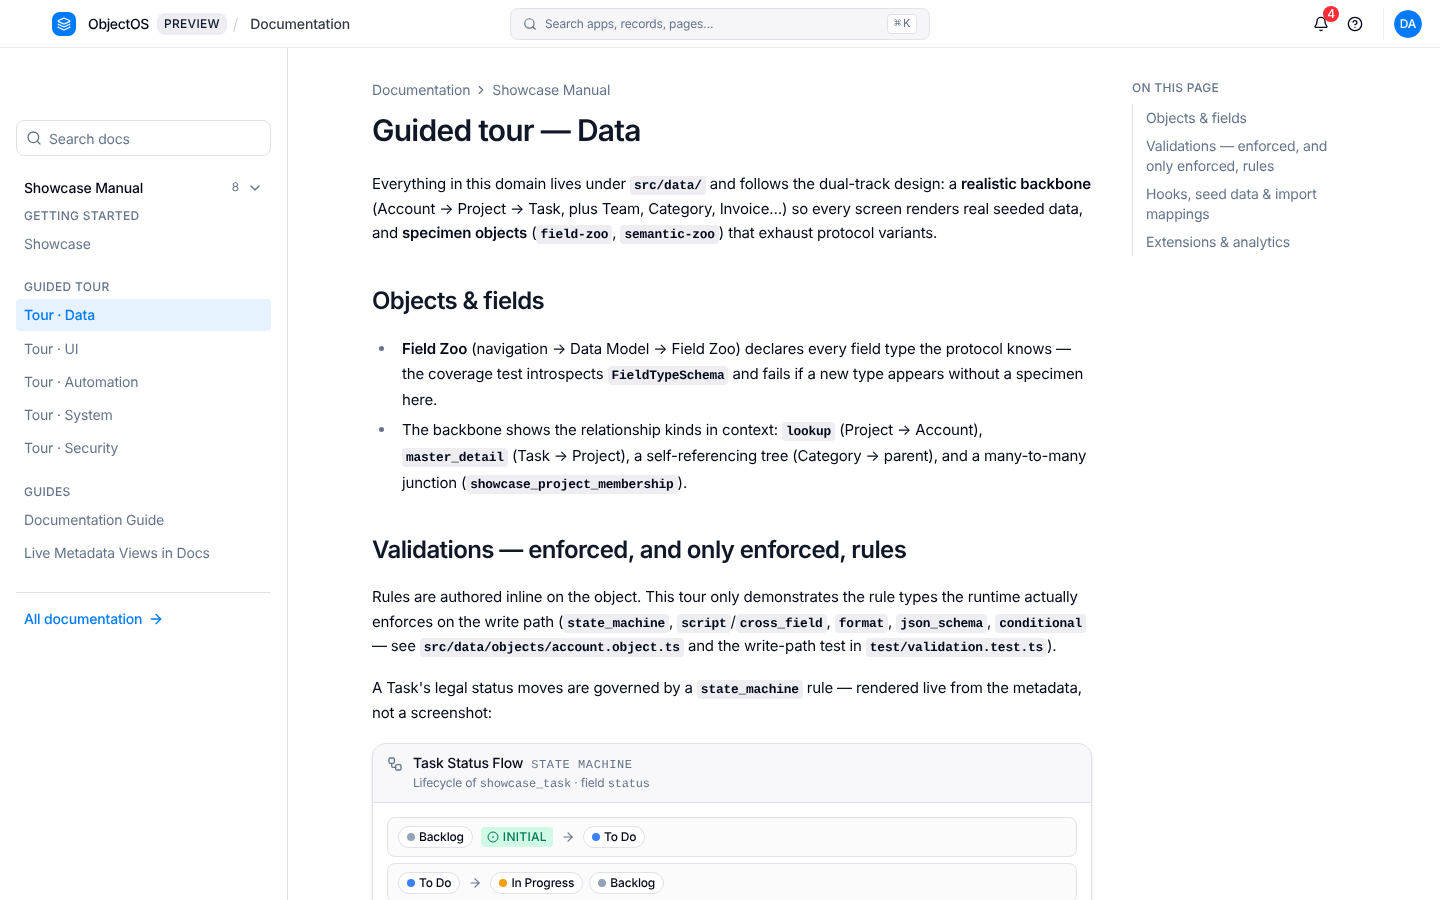 ObjectOS PREVIEW / Documentation
Search apps, records, pages... ⌘K
4
DA
Search docs
Showcase Manual 8
GETTING STARTED
Showcase
GUIDED TOUR
Tour · Data
Tour · UI
Tour · Automation
Tour · System
Tour · Security
GUIDES
Documentation Guide
Live Metadata Views in Docs
All documentation →
Documentation > Showcase Manual
Guided tour — Data
Everything in this domain lives under src/data/ and follows the dual-track design: a realistic backbone
(Account → Project → Task, plus Team, Category, Invoice…) so every screen renders real seeded data,
and specimen objects (field-zoo, semantic-zoo) that exhaust protocol variants.
Objects & fields
• Field Zoo (navigation → Data Model → Field Zoo) declares every field type the protocol knows —
the coverage test introspects FieldTypeSchema and fails if a new type appears without a specimen
here.
• The backbone shows the relationship kinds in context: lookup (Project → Account),
master_detail (Task → Project), a self-referencing tree (Category → parent), and a many-to-many
junction (showcase_project_membership).
Validations — enforced, and only enforced, rules
Rules are authored inline on the object. This tour only demonstrates the rule types the runtime actually
enforces on the write path (state_machine, script/cross_field, format, json_schema, conditional
— see src/data/objects/account.object.ts and the write-path test in test/validation.test.ts).
A Task's legal status moves are governed by a state_machine rule — rendered live from the metadata,
not a screenshot:
Task Status Flow STATE MACHINE
Lifecycle of showcase_task · field status
Backlog INITIAL → To Do
To Do → In Progress Backlog
ON THIS PAGE
Objects & fields
Validations — enforced, and
only enforced, rules
Hooks, seed data & import
mappings
Extensions & analytics